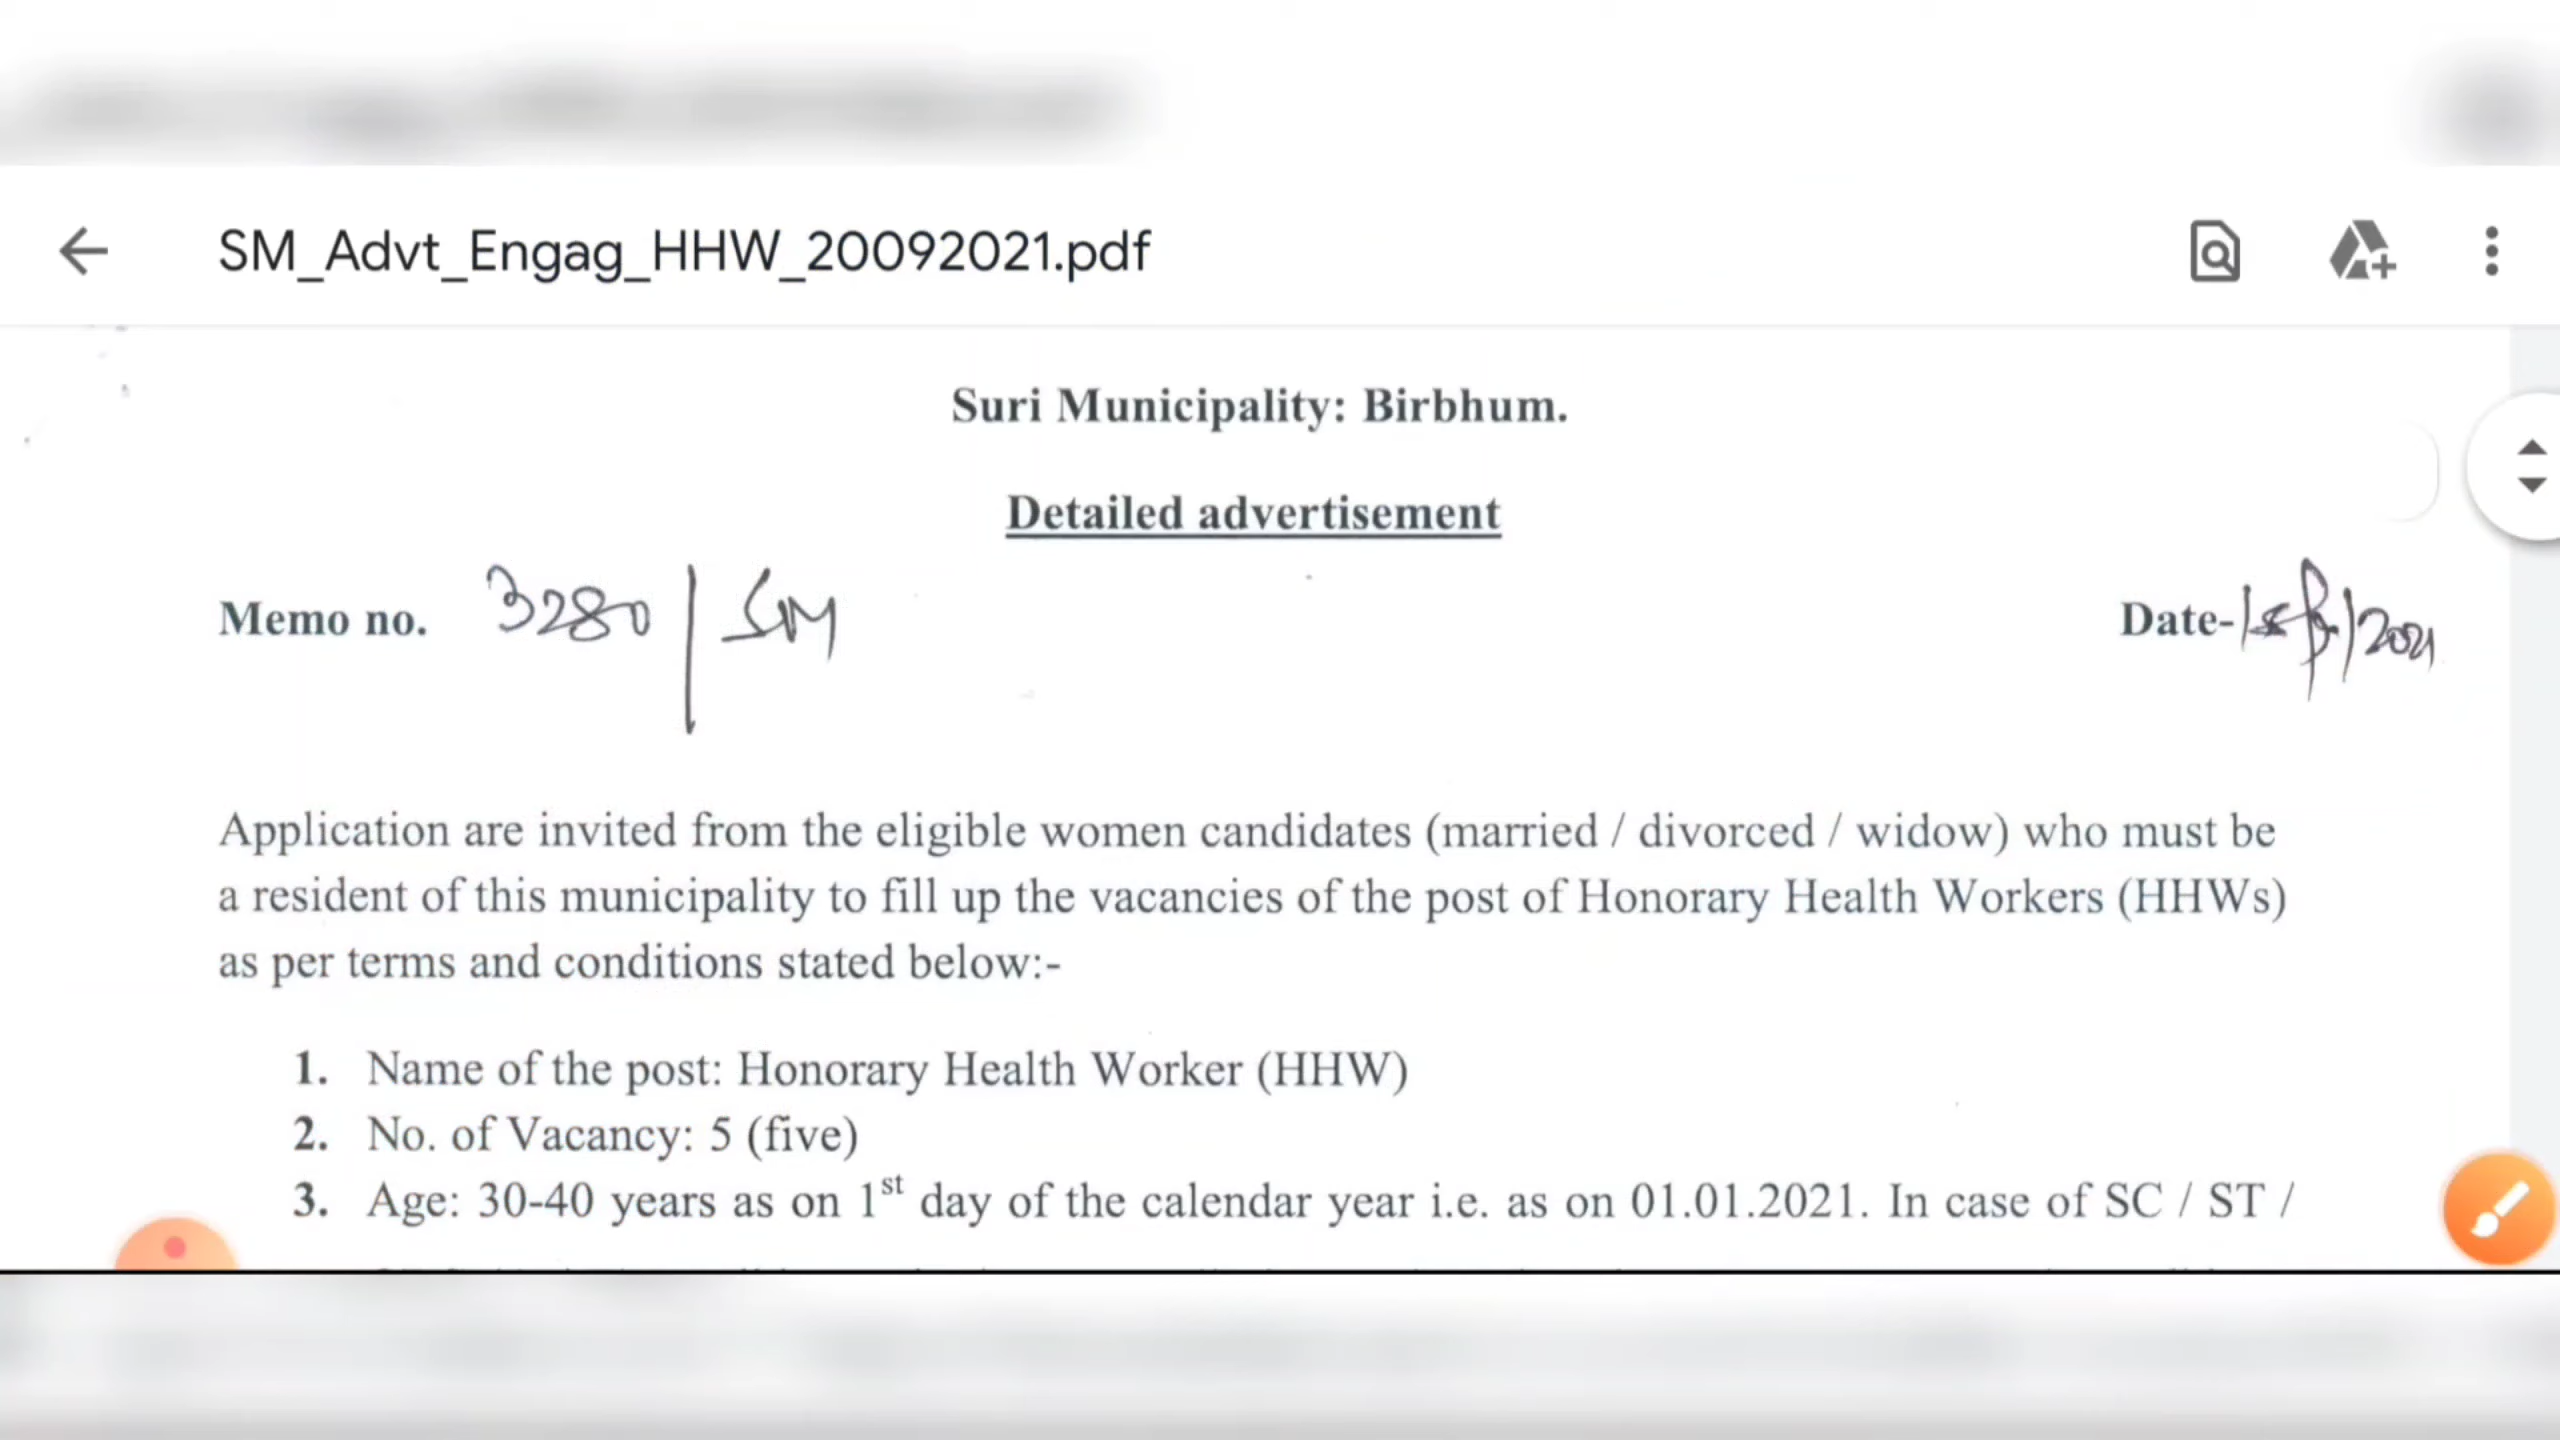 SM_Advt_Engag_HHW_20092021.pdf
Suri Municipality: Birbhum.
Detailed advertisement
Memo no. 3280 | SM
Date- /2021
Application are invited from the eligible women candidates (married / divorced / widow) who must be
a resident of this municipality to fill up the vacancies of the post of Honorary Health Workers (HHWs)
as per terms and conditions stated below:-
1. Name of the post: Honorary Health Worker (HHW)
2. No. of Vacancy: 5 (five)
3. Age: 30-40 years as on 1st day of the calendar year i.e. as on 01.01.2021. In case of SC / ST /